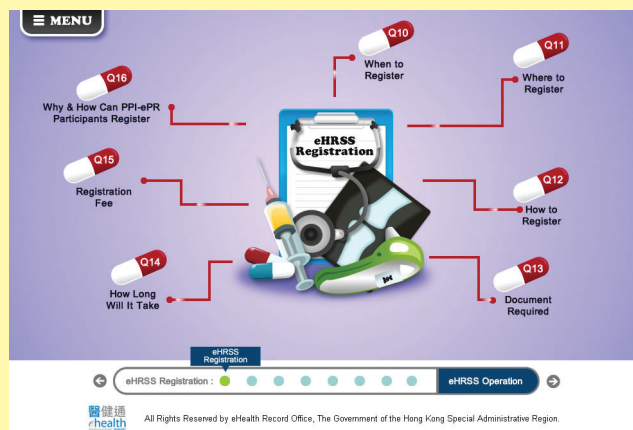 ≡ MENU
Q10
When to
Register
Q11
Where to
Register
Q16
Why & How Can PPI-ePR
Participants Register
eHRSS
Registration
Q15
Registration
Fee
Q12
How to
Register
Q14
How Long
Will It Take
Q13
Document
Required
eHRSS
Registration
eHRSS Registration :
eHRSS Operation
醫健通
ehealth
All Rights Reserved by eHealth Record Office, The Government of the Hong Kong Special Administrative Region.